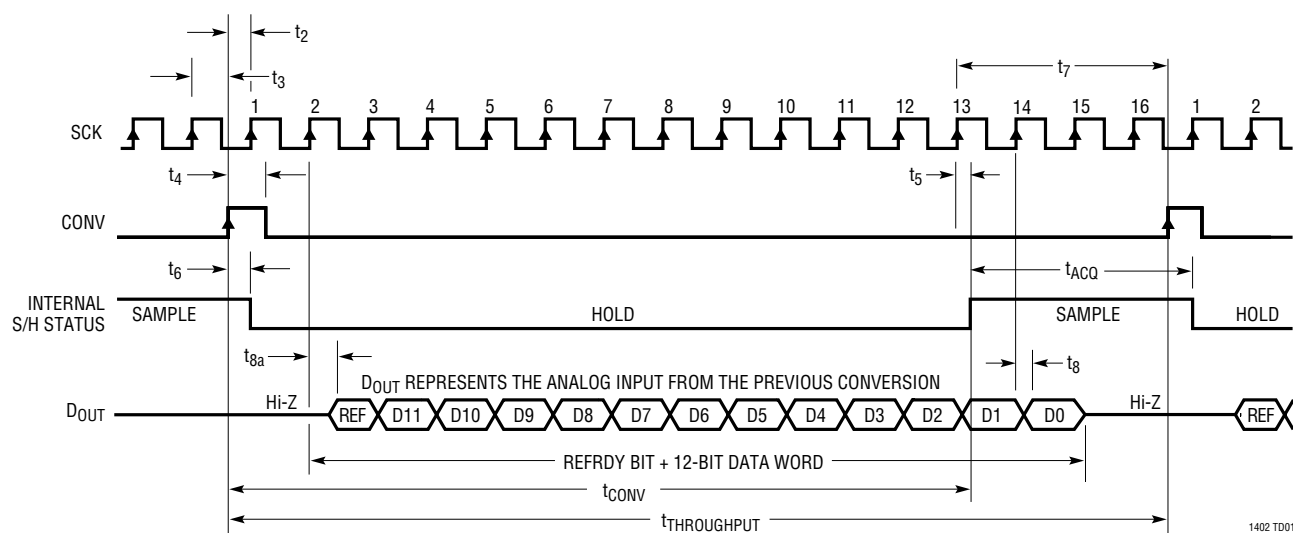 t2
t3
t7
1 2 3 4 5 6 7 8 9 10 11 12 13 14 15 16 1 2
SCK
t4
t5
CONV
t6
tACQ
INTERNAL
S/H STATUS
SAMPLE HOLD SAMPLE HOLD
t8a
t8
DOUT REPRESENTS THE ANALOG INPUT FROM THE PREVIOUS CONVERSION
DOUT Hi-Z REF D11 D10 D9 D8 D7 D6 D5 D4 D3 D2 D1 D0 Hi-Z REF
REFRDY BIT + 12-BIT DATA WORD
tCONV
tTHROUGHPUT
1402 TD01